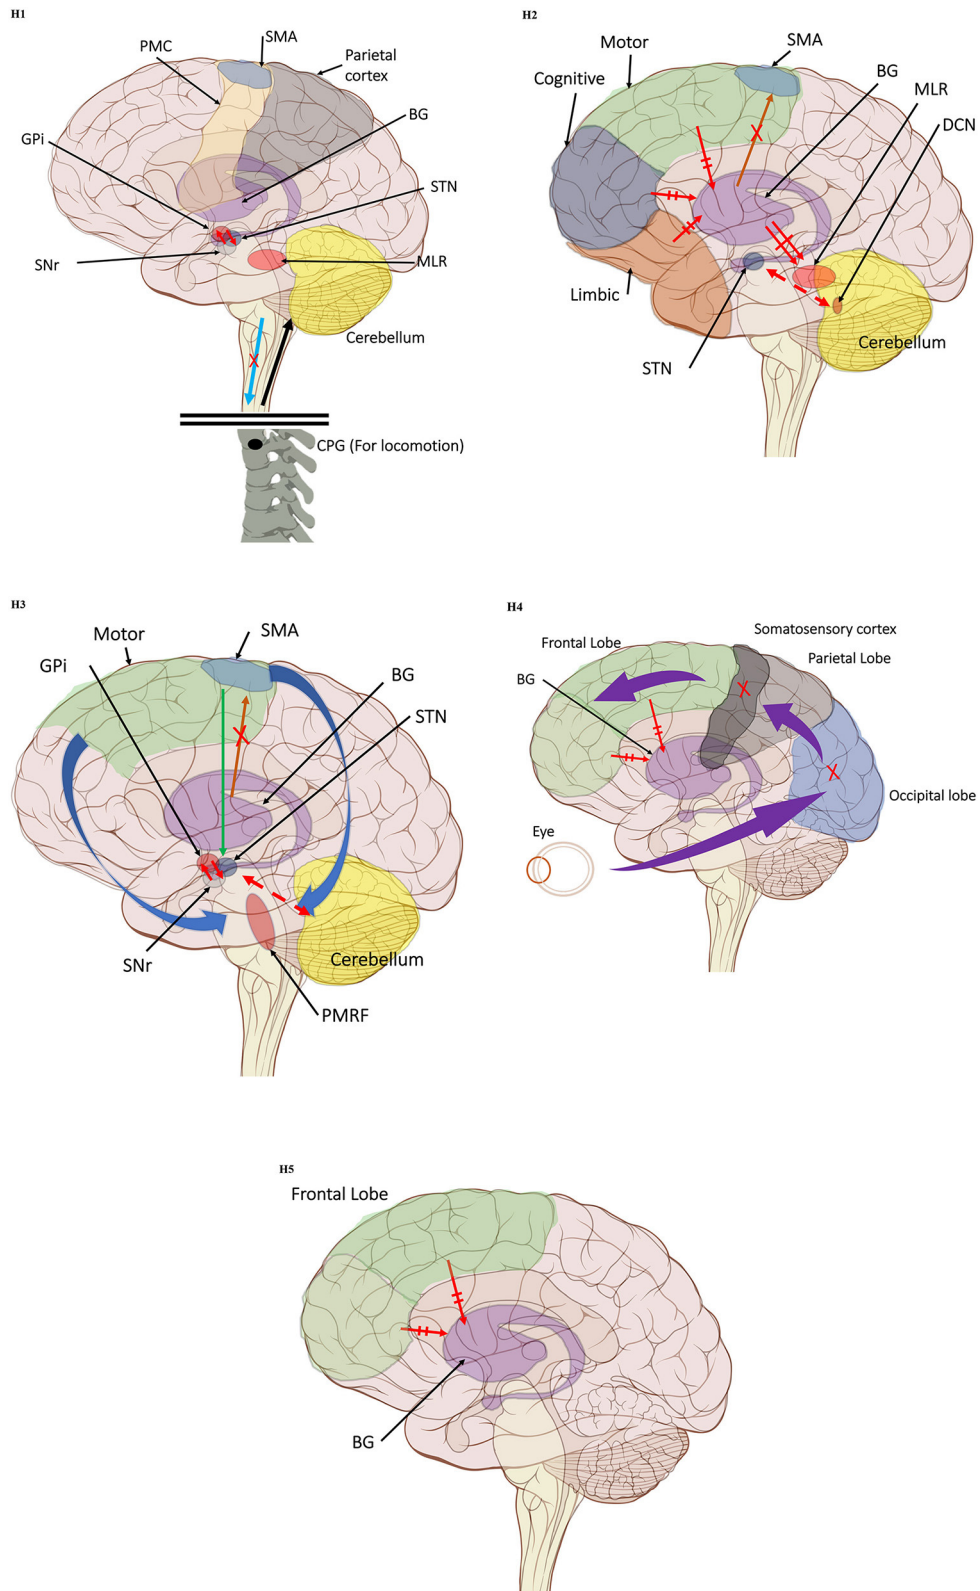 H1
SMA
PMC
Parietal
cortex
GPi
BG
STN
SNr
MLR
Cerebellum
CPG (For locomotion)
H2
Motor
SMA
Cognitive
BG
MLR
DCN
Limbic
Cerebellum
STN
H3
Motor
SMA
GPi
BG
STN
SNr
Cerebellum
PMRF
H4
Somatosensory cortex
Frontal Lobe
Parietal Lobe
BG
Occipital lobe
Eye
H5
Frontal Lobe
BG